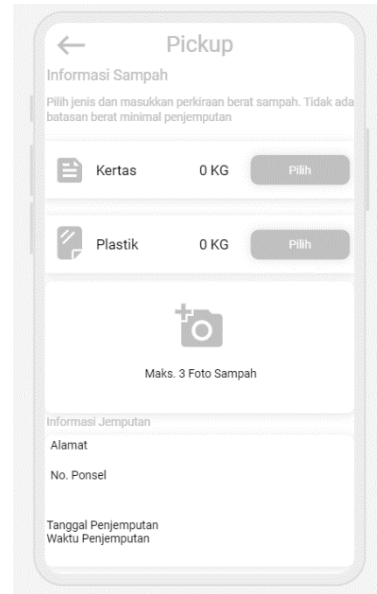 Pickup
Informasi Sampah
Pilih jenis dan masukkan perkiraan berat sampah. Tidak ada
batasan berat minimal penjemputan
Kertas 0 KG Pilih
Plastik 0 KG Pilih
Maks. 3 Foto Sampah
Informasi Jemputan
Alamat
No. Ponsel
Tanggal Penjemputan
Waktu Penjemputan